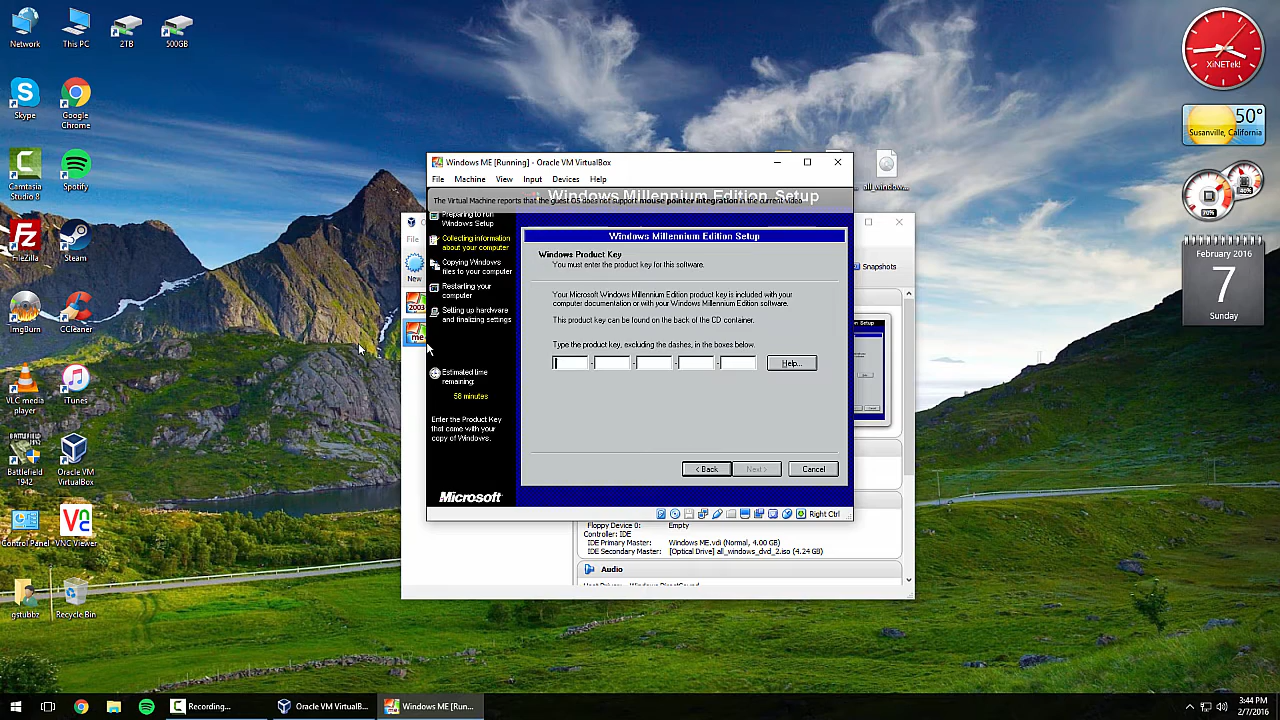 Network
This PC
2TB
500GB
Skype
Google
Chrome
Camtasia
Studio 8
Spotify
FileZilla
Steam
ImgBurn
CCleaner
VLC media
player
iTunes
Battlefield
1942
Oracle VM
VirtualBox
Control Panel
VNC Viewer
gstubbz
Recycle Bin
Windows ME [Running] - Oracle VM VirtualBox
File Machine View Input Devices Help
Windows Millennium Edition Setup
Preparing to run
Windows Setup
Collecting information
about your computer
Copying Windows
files to your computer
Restarting your
computer
Setting up hardware
and finalizing settings
Estimated time
remaining:
58 minutes
Enter the Product Key
that came with your
copy of Windows.
Microsoft
Windows Millennium Edition Setup
Windows Product Key
You must enter the product key for this software.
Your Microsoft Windows Millennium Edition product key is included with your
computer documentation or with your Windows Millennium Edition software.
This product key can be found on the back of the CD container.
Type the product key, excluding the dashes, in the boxes below.
Help...
< Back
Next >
Cancel
Right Ctrl
File
New
2003
me
Snapshots
Floppy Device 0: Empty
Controller: IDE
IDE Primary Master: Windows ME.vdi (Normal, 4.00 GB)
IDE Secondary Master: [Optical Drive] all_windows_dvd_2.iso (4.24 GB)
Audio
all_window...
XiNETek!
50°
Susanville, California
70%
40%
February 2016
7
Sunday
Recording...
Oracle VM VirtualB...
Windows ME [Run...
3:44 PM
2/7/2016